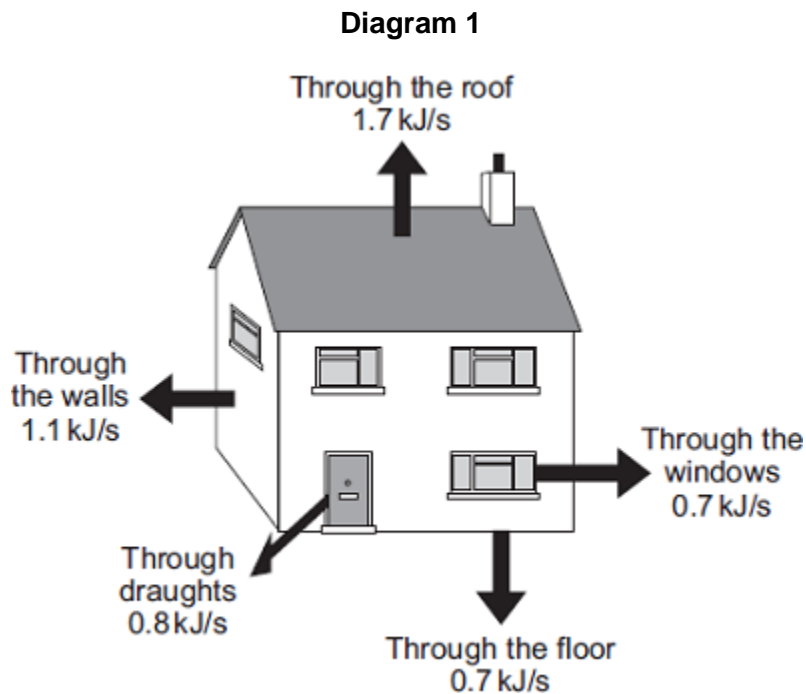 Diagram 1
Through the roof
1.7 kJ/s
Through
the walls
1.1 kJ/s
Through the
windows
0.7 kJ/s
Through
draughts
0.8 kJ/s
Through the floor
0.7 kJ/s